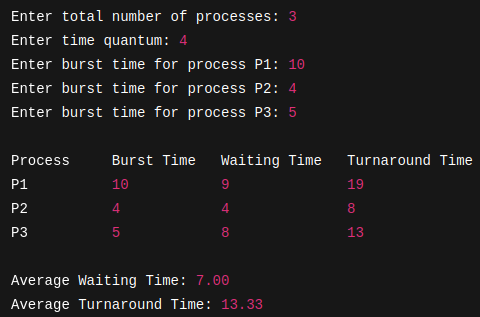 Enter total number of processes: 3
Enter time quantum: 4
Enter burst time for process P1: 10
Enter burst time for process P2: 4
Enter burst time for process P3: 5
Process Burst Time Waiting Time Turnaround Time
P1 10 9 19
P2 4 4 8
P3 5 8 13
Average Waiting Time: 7.00
Average Turnaround Time: 13.33